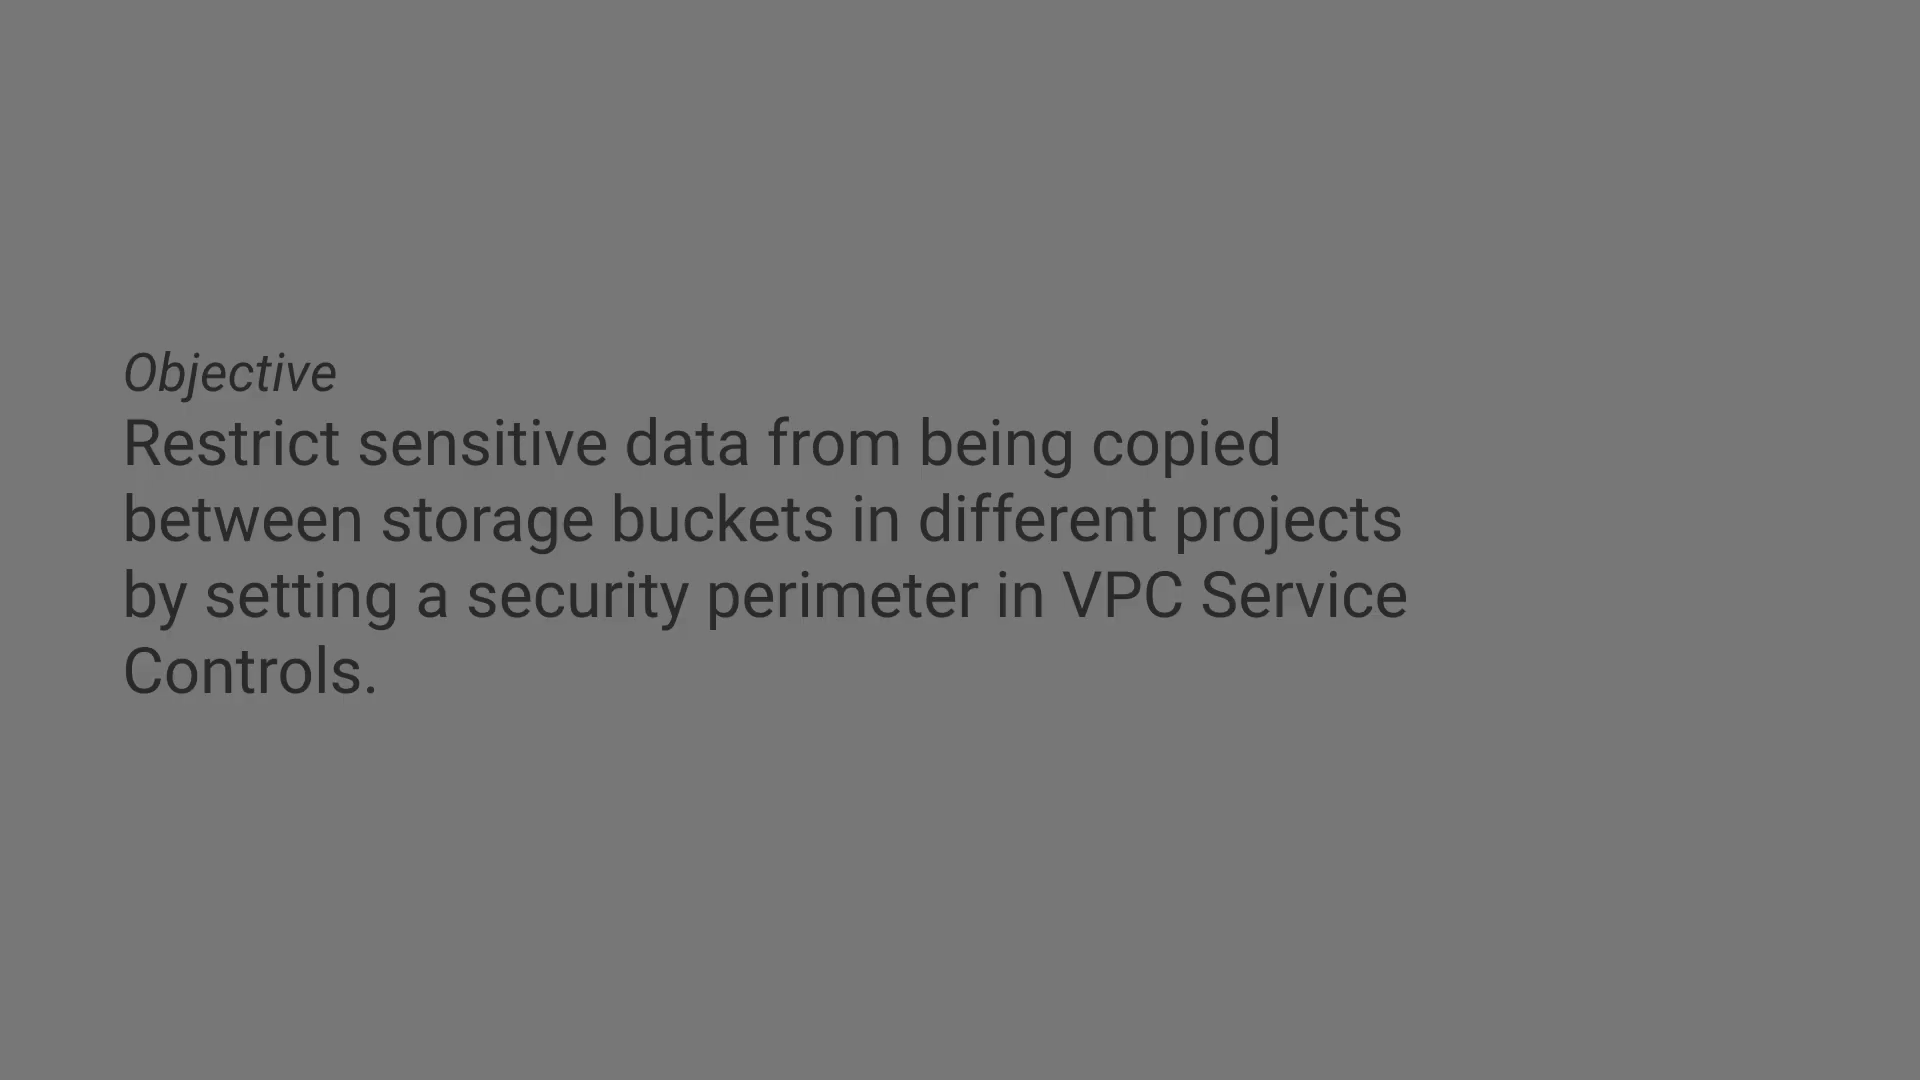 Objective
Restrict sensitive data from being copied
between storage buckets in different projects
by setting a security perimeter in VPC Service
Controls.